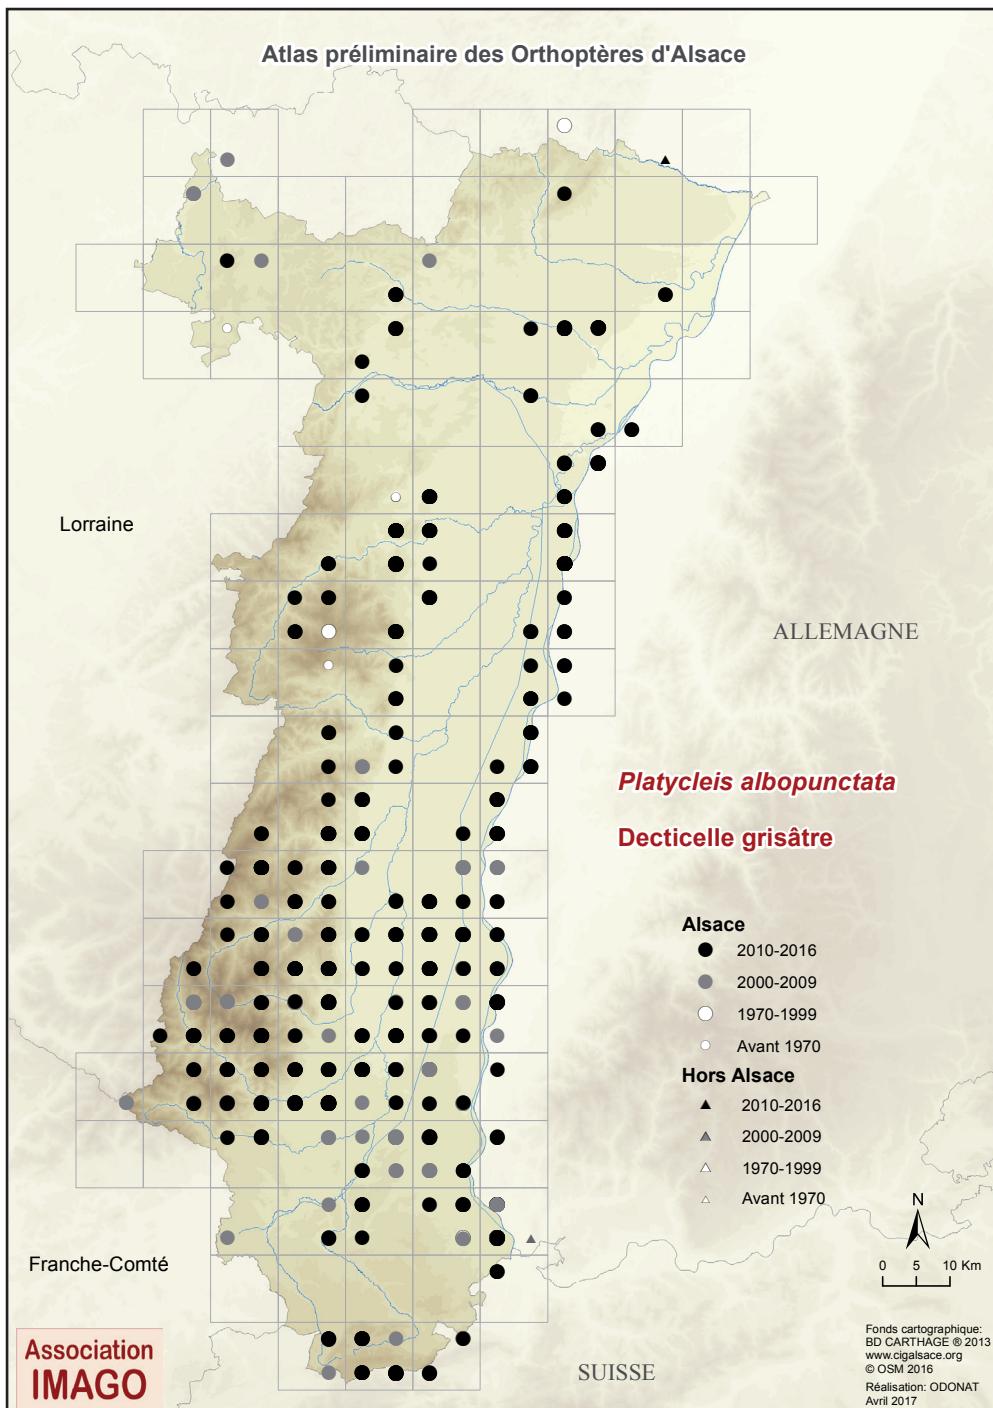 Atlas préliminaire des Orthoptères d'Alsace
Lorraine
ALLEMAGNE
Platycleis albopunctata
Decticelle grisâtre
Alsace
2010-2016
2000-2009
1970-1999
Avant 1970
Hors Alsace
2010-2016
2000-2009
1970-1999
Avant 1970
N
0 5 10 Km
Franche-Comté
SUISSE
Association
IMAGO
Fonds cartographique:
BD CARTHAGE ® 2013
www.cigalsace.org
© OSM 2016
Réalisation: ODONAT
Avril 2017